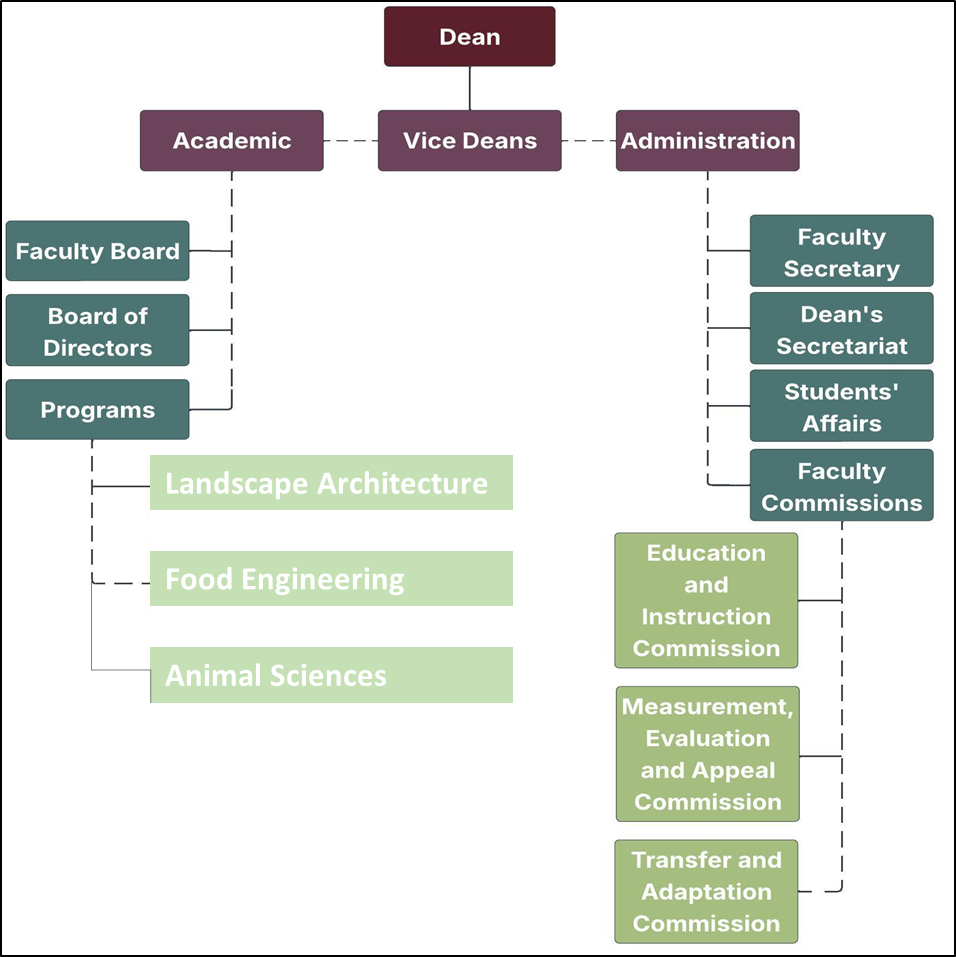 Dean
Academic
Vice Deans
Administration
Faculty Board
Board of
Directors
Programs
Landscape Architecture
Food Engineering
Animal Sciences
Faculty
Secretary
Dean's
Secretariat
Students'
Affairs
Faculty
Commissions
Education
and
Instruction
Commission
Measurement,
Evaluation
and Appeal
Commission
Transfer and
Adaptation
Commission